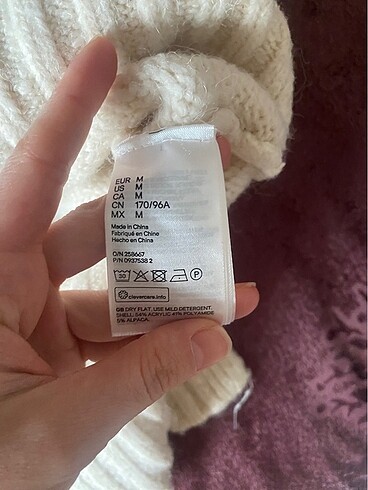 EUR M
US M
CA M
CN 170/96A
MX M
Made in China
Fabriqué en Chine
Hecho en China
O/N 258667
P/N 0937538 2
30 P
clevercare.info
GB DRY FLAT, USE MILD DETERGENT.
SHELL: 54% ACRYLIC 41% POLYAMIDE
5% ALPACA.